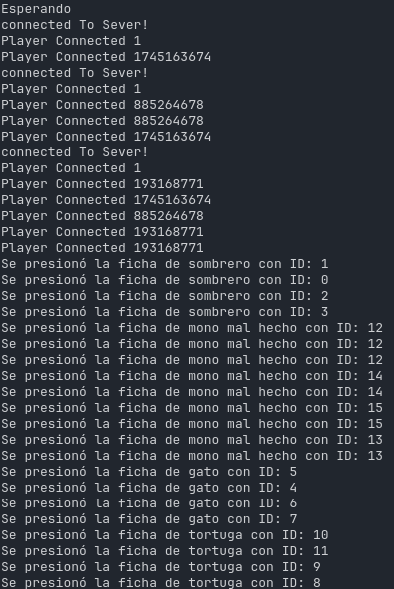 Esperando
connected To Sever!
Player Connected 1
Player Connected 1745163674
connected To Sever!
Player Connected 1
Player Connected 885264678
Player Connected 885264678
Player Connected 1745163674
connected To Sever!
Player Connected 1
Player Connected 193168771
Player Connected 1745163674
Player Connected 885264678
Player Connected 193168771
Player Connected 193168771
Se presionó la ficha de sombrero con ID: 1
Se presionó la ficha de sombrero con ID: 0
Se presionó la ficha de sombrero con ID: 2
Se presionó la ficha de sombrero con ID: 3
Se presionó la ficha de mono mal hecho con ID: 12
Se presionó la ficha de mono mal hecho con ID: 12
Se presionó la ficha de mono mal hecho con ID: 12
Se presionó la ficha de mono mal hecho con ID: 14
Se presionó la ficha de mono mal hecho con ID: 14
Se presionó la ficha de mono mal hecho con ID: 15
Se presionó la ficha de mono mal hecho con ID: 15
Se presionó la ficha de mono mal hecho con ID: 13
Se presionó la ficha de mono mal hecho con ID: 13
Se presionó la ficha de gato con ID: 5
Se presionó la ficha de gato con ID: 4
Se presionó la ficha de gato con ID: 6
Se presionó la ficha de gato con ID: 7
Se presionó la ficha de tortuga con ID: 10
Se presionó la ficha de tortuga con ID: 11
Se presionó la ficha de tortuga con ID: 9
Se presionó la ficha de tortuga con ID: 8